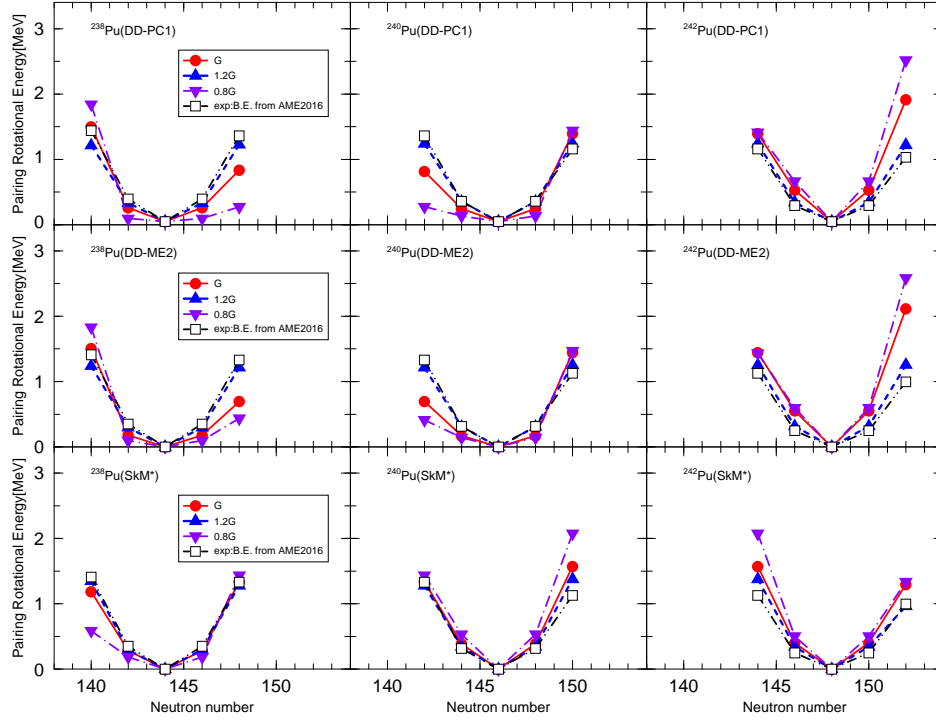 Pairing Rotational Energy[MeV]
3
2
1
0
238Pu(DD-PC1)
G
1.2G
0.8G
exp:B.E. from AME2016
240Pu(DD-PC1)
242Pu(DD-PC1)
Pairing Rotational Energy[MeV]
3
2
1
0
238Pu(DD-ME2)
G
1.2G
0.8G
exp:B.E. from AME2016
240Pu(DD-ME2)
242Pu(DD-ME2)
Pairing Rotational Energy[MeV]
3
2
1
0
238Pu(SkM*)
G
1.2G
0.8G
exp:B.E. from AME2016
240Pu(SkM*)
242Pu(SkM*)
140 145 150
140 145 150
140 145 150
Neutron number
Neutron number
Neutron number